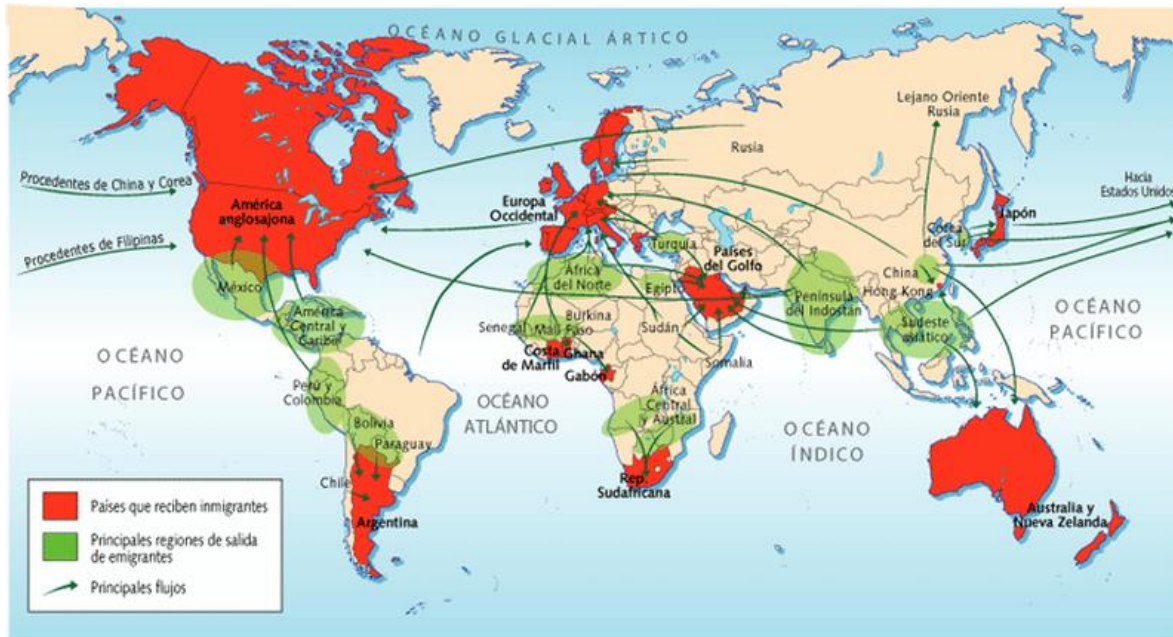 OCÉANO GLACIAL ÁRTICO
Lejano Oriente
Rusia
Rusia
Procedentes de China y Corea
Hacia
Estados Unidos
América
anglosajona
Europa
Occidental
Japón
Corea
del Sur
Procedentes de Filipinas
Turquía
Países
del Golfo
México
África
del Norte
Egipto
China
Hong Kong
Península
del Indostán
América
Central y
Caribe
Senegal
Mali
Burkina
Faso
Sudán
Sudeste
asiático
OCÉANO
PACÍFICO
OCÉANO
PACÍFICO
Costa
de Marfil
Ghana
Gabón
Somalia
Perú y
Colombia
OCÉANO
ATLÁNTICO
África
Central
y Austral
OCÉANO
ÍNDICO
Bolivia
Paraguay
Chile
Argentina
Rep.
Sudafricana
Australia y
Nueva Zelanda
Países que reciben inmigrantes
Principales regiones de salida
de emigrantes
Principales flujos